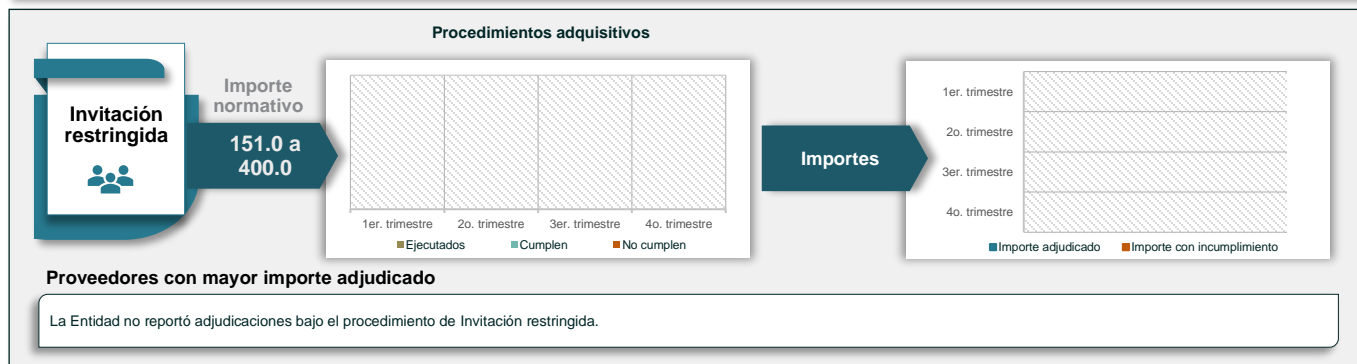 Procedimientos adquisitivos
Invitación
restringida
Importe
normativo
151.0 a
400.0
1er. trimestre 2o. trimestre 3er. trimestre 4o. trimestre
Ejecutados Cumplen No cumplen
Importes
1er. trimestre
2o. trimestre
3er. trimestre
4o. trimestre
Importe adjudicado Importe con incumplimiento
Proveedores con mayor importe adjudicado
La Entidad no reportó adjudicaciones bajo el procedimiento de Invitación restringida.